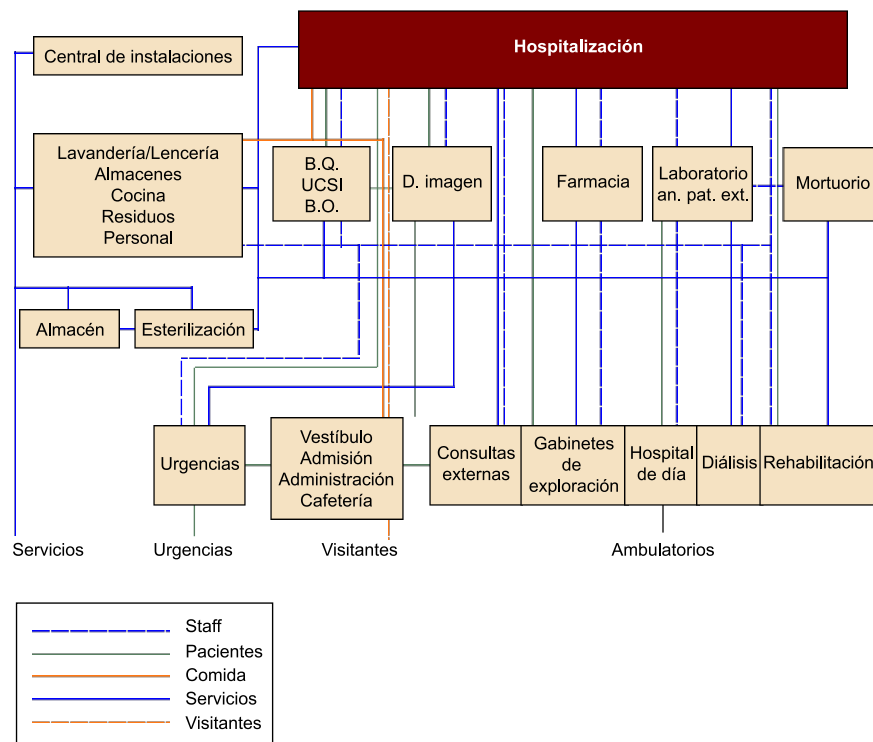 Hospitalización
Central de instalaciones
Lavandería/Lencería
Almacenes
Cocina
Residuos
Personal
B.Q.
UCSI
B.O.
D. imagen
Farmacia
Laboratorio
an. pat. ext.
Mortuorio
Almacén
Esterilización
Urgencias
Vestíbulo
Admisión
Administración
Cafetería
Consultas
externas
Gabinetes
de
exploración
Hospital
de día
Diálisis
Rehabilitación
Servicios
Urgencias
Visitantes
Ambulatorios
Staff
Pacientes
Comida
Servicios
Visitantes